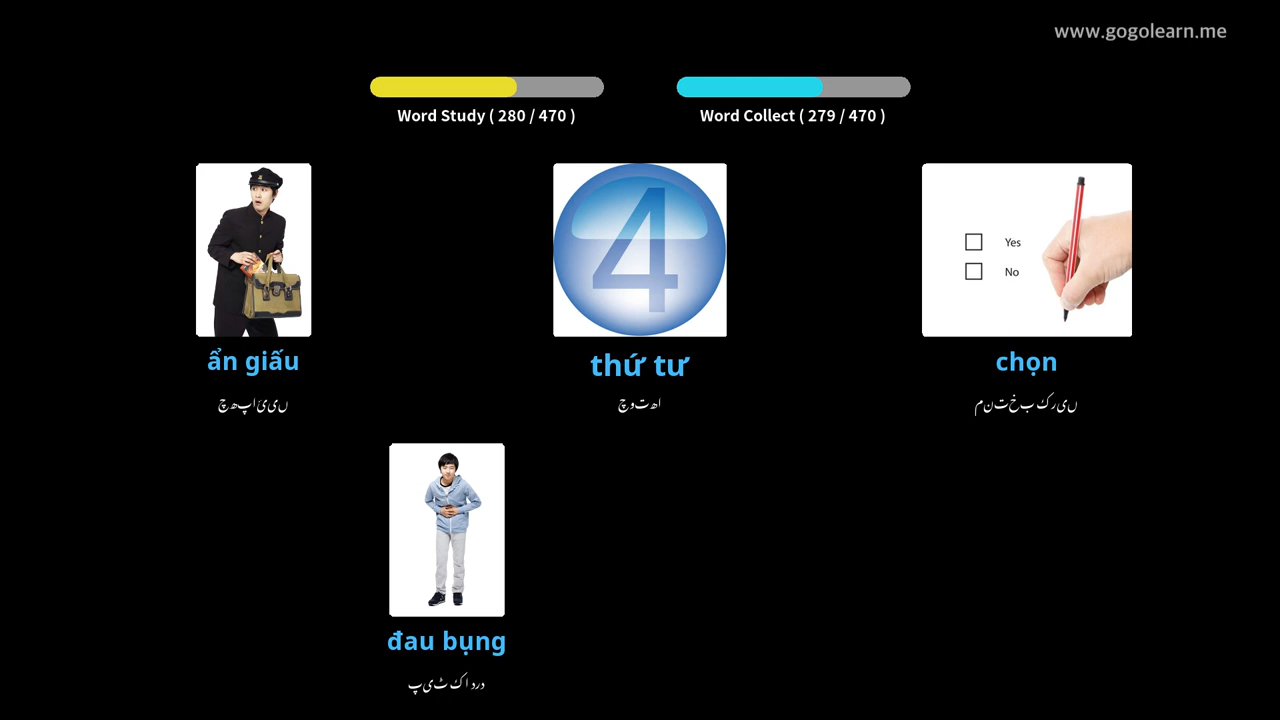 www.gogolearn.me
Word Study ( 280 / 470 )
Word Collect ( 279 / 470 )
4
Yes
No
ẩn giấu
thứ tư
chọn
چھپائیں
چوتھا
منتخب کریں
đau bụng
پیٹ کا درد